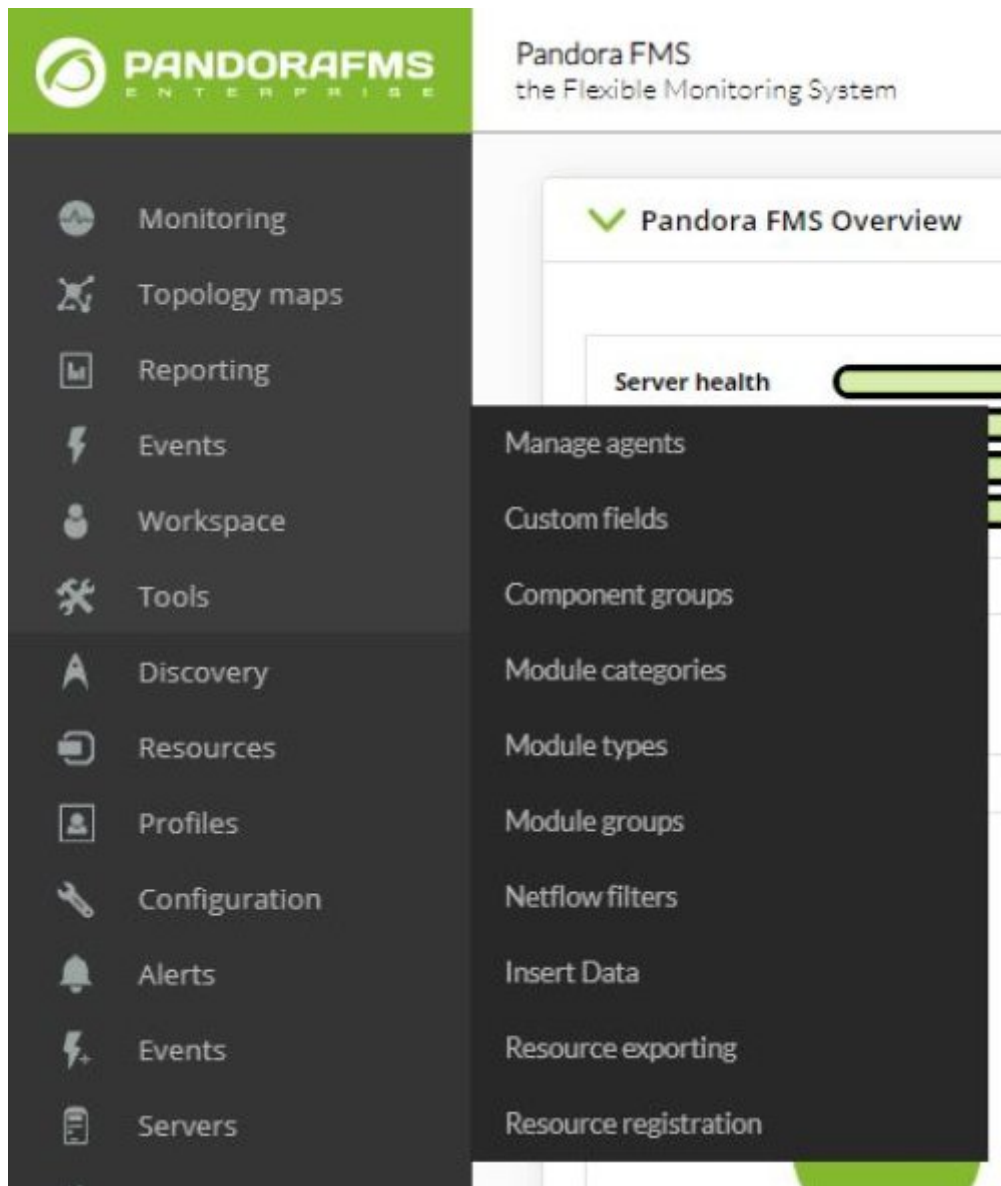 PANDORAFMS
ENTERPRISE
Pandora FMS
the Flexible Monitoring System
Monitoring
Topology maps
Reporting
Events
Workspace
Tools
Discovery
Resources
Profiles
Configuration
Alerts
Events
Servers
Pandora FMS Overview
Server health
Manage agents
Custom fields
Component groups
Module categories
Module types
Module groups
Netflow filters
Insert Data
Resource exporting
Resource registration